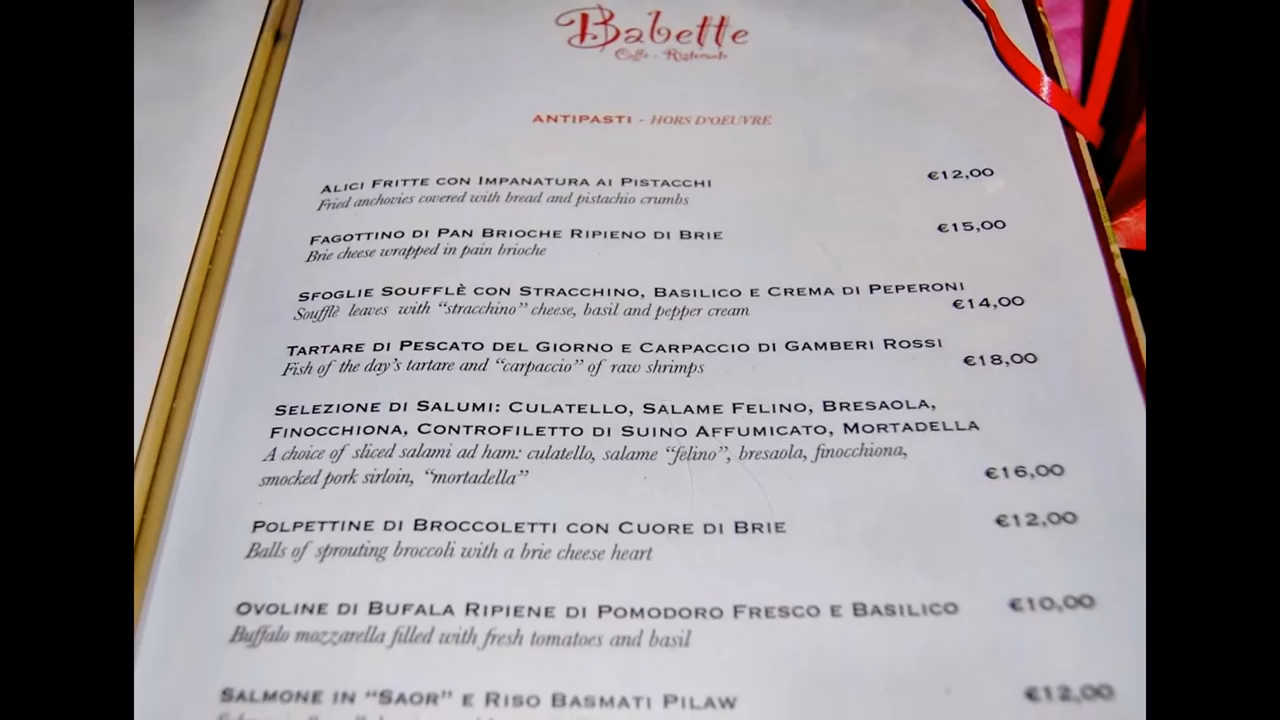 Babette
Caffè - Ristorante
ANTIPASTI - HORS D'OEUVRE
ALICI FRITTE CON IMPANATURA AI PISTACCHI €12,00
Fried anchovies covered with bread and pistachio crumbs
FAGOTTINO DI PAN BRIOCHE RIPIENO DI BRIE €15,00
Brie cheese wrapped in pain brioche
SFOGLIE SOUFFLÈ CON STRACCHINO, BASILICO E CREMA DI PEPERONI
Soufflè leaves with “stracchino” cheese, basil and pepper cream €14,00
TARTARE DI PESCATO DEL GIORNO E CARPACCIO DI GAMBERI ROSSI
Fish of the day's tartare and “carpaccio” of raw shrimps €18,00
SELEZIONE DI SALUMI: CULATELLO, SALAME FELINO, BRESAOLA,
FINOCCHIONA, CONTROFILETTO DI SUINO AFFUMICATO, MORTADELLA
A choice of sliced salami ad ham: culatello, salame “felino”, bresaola, finocchiona,
smocked pork sirloin, “mortadella” €16,00
POLPETTINE DI BROCCOLETTI CON CUORE DI BRIE €12,00
Balls of sprouting broccoli with a brie cheese heart
OVOLINE DI BUFALA RIPIENE DI POMODORO FRESCO E BASILICO €10,00
Buffalo mozzarella filled with fresh tomatoes and basil
SALMONE IN “SAOR” E RISO BASMATI PILAW €12,00